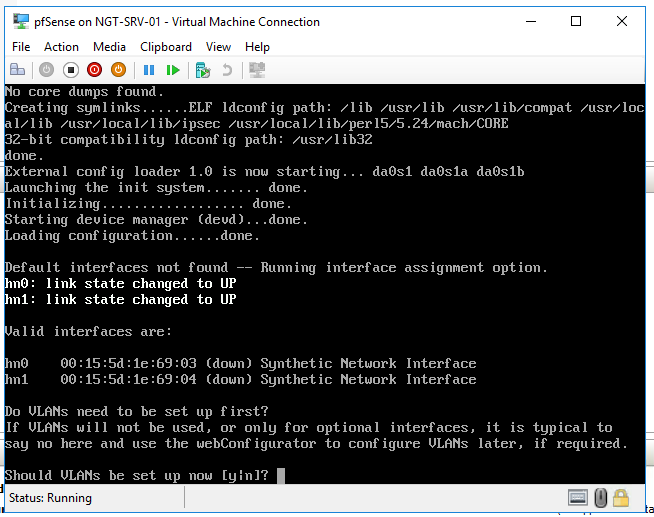 pfSense on NGT-SRV-01 - Virtual Machine Connection
File Action Media Clipboard View Help
No core dumps found.
Creating symlinks......ELF ldconfig path: /lib /usr/lib /usr/lib/compat /usr/loc
al/lib /usr/local/lib/ipsec /usr/local/lib/perl5/5.24/mach/CORE
32-bit compatibility ldconfig path: /usr/lib32
done.
External config loader 1.0 is now starting... da0s1 da0s1a da0s1b
Launching the init system....... done.
Initializing.................. done.
Starting device manager (devd)...done.
Loading configuration......done.
Default interfaces not found -- Running interface assignment option.
hn0: link state changed to UP
hn1: link state changed to UP
Valid interfaces are:
hn0 00:15:5d:1e:69:03 (down) Synthetic Network Interface
hn1 00:15:5d:1e:69:04 (down) Synthetic Network Interface
Do VLANs need to be set up first?
If VLANs will not be used, or only for optional interfaces, it is typical to
say no here and use the webConfigurator to configure VLANs later, if required.
Should VLANs be set up now [y|n]?
Status: Running